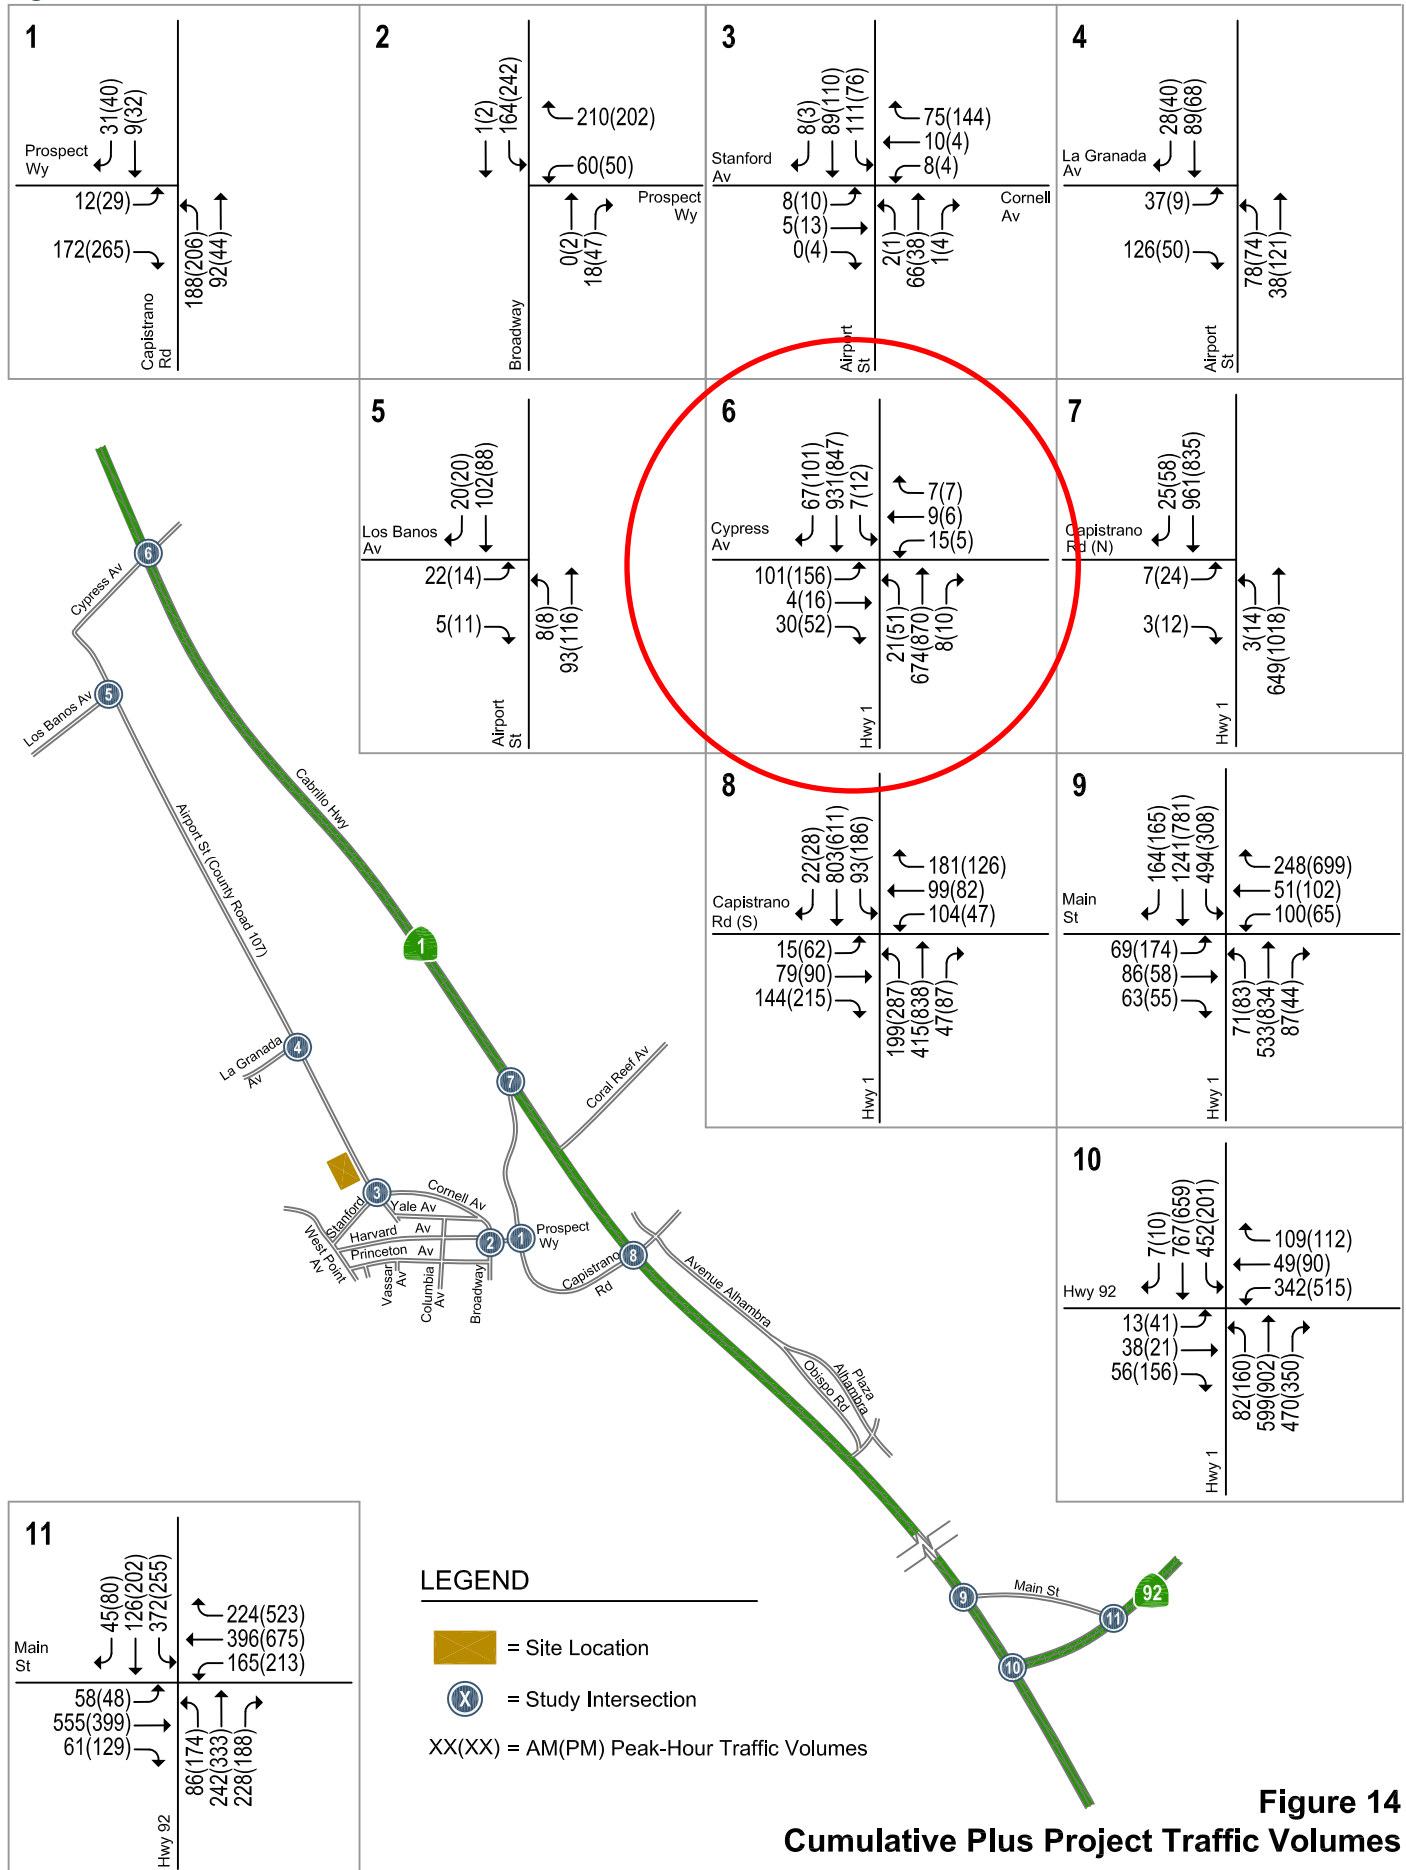 1
31(40)
9(32)
Prospect
Wy
12(29)
172(265)
188(206)
92(44)
Capistrano
Rd
2
1(2)
164(242)
210(202)
60(50)
Prospect
Wy
0(2)
18(47)
Broadway
3
8(3)
89(110)
111(76)
75(144)
10(4)
8(4)
Stanford
Av
Cornell
Av
8(10)
5(13)
0(4)
2(1)
66(38)
1(4)
Airport
St
4
28(40)
89(68)
La Granada
Av
37(9)
126(50)
78(74)
38(121)
Airport
St
5
20(20)
102(88)
Los Banos
Av
22(14)
5(11)
8(8)
93(116)
Airport
St
6
67(101)
931(847)
7(12)
7(7)
9(6)
15(5)
Cypress
Av
101(156)
4(16)
30(52)
21(51)
674(870)
8(10)
Hwy 1
7
25(58)
961(835)
Capistrano
Rd (N)
7(24)
3(12)
3(14)
649(1018)
Hwy 1
8
22(28)
803(611)
93(186)
181(126)
99(82)
104(47)
Capistrano
Rd (S)
15(62)
79(90)
144(215)
199(287)
415(838)
47(87)
Hwy 1
9
164(165)
1241(781)
494(308)
248(699)
51(102)
100(65)
Main
St
69(174)
86(58)
63(55)
71(83)
533(834)
87(44)
Hwy 1
10
7(10)
767(659)
452(201)
109(112)
49(90)
342(515)
Hwy 92
13(41)
38(21)
56(156)
82(160)
599(902)
470(350)
Hwy 1
11
45(80)
126(202)
372(255)
224(523)
396(675)
165(213)
Main
St
58(48)
555(399)
61(129)
86(174)
242(333)
228(188)
Hwy 92
6
Cypress Av
5
Los Banos Av
Cabrillo Hwy
Airport St (County Road 107)
1
4
La Granada
Av
7
Coral Reef Av
3
Stanford
Cornell Av
Yale Av
Harvard Av
Princeton Av
West Point
Av
Vassar
Av
Columbia
Av
Broadway
2
1
Prospect
Wy
8
Capistrano
Rd
Avenue Alhambra
Obispo Rd
Plaza
Alhambra
9
Main St
92
11
10
LEGEND
= Site Location
X = Study Intersection
XX(XX) = AM(PM) Peak-Hour Traffic Volumes
Figure 14
Cumulative Plus Project Traffic Volumes